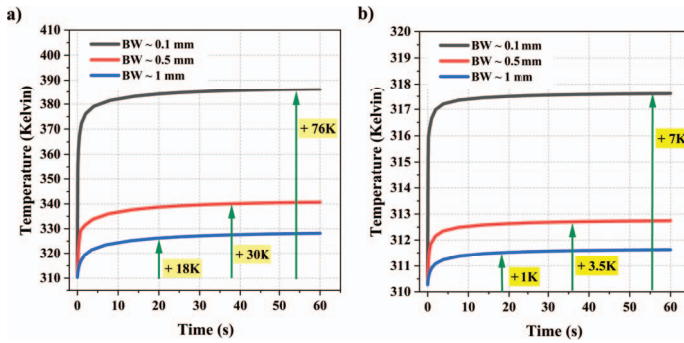 a)
BW ~ 0.1 mm
BW ~ 0.5 mm
BW ~ 1 mm
410
400
390
380
370
360
350
340
330
320
310
Temperature (Kelvin)
+ 76K
+ 30k
+ 18K
0 10 20 30 40 50 60
Time (s)
b)
BW ~ 0.1 mm
BW ~ 0.5 mm
BW ~ 1 mm
320
319
318
317
316
315
314
313
312
311
310
Temperature (Kelvin)
+ 7K
+ 3.5K
+1K
0 10 20 30 40 50 60
Time (s)